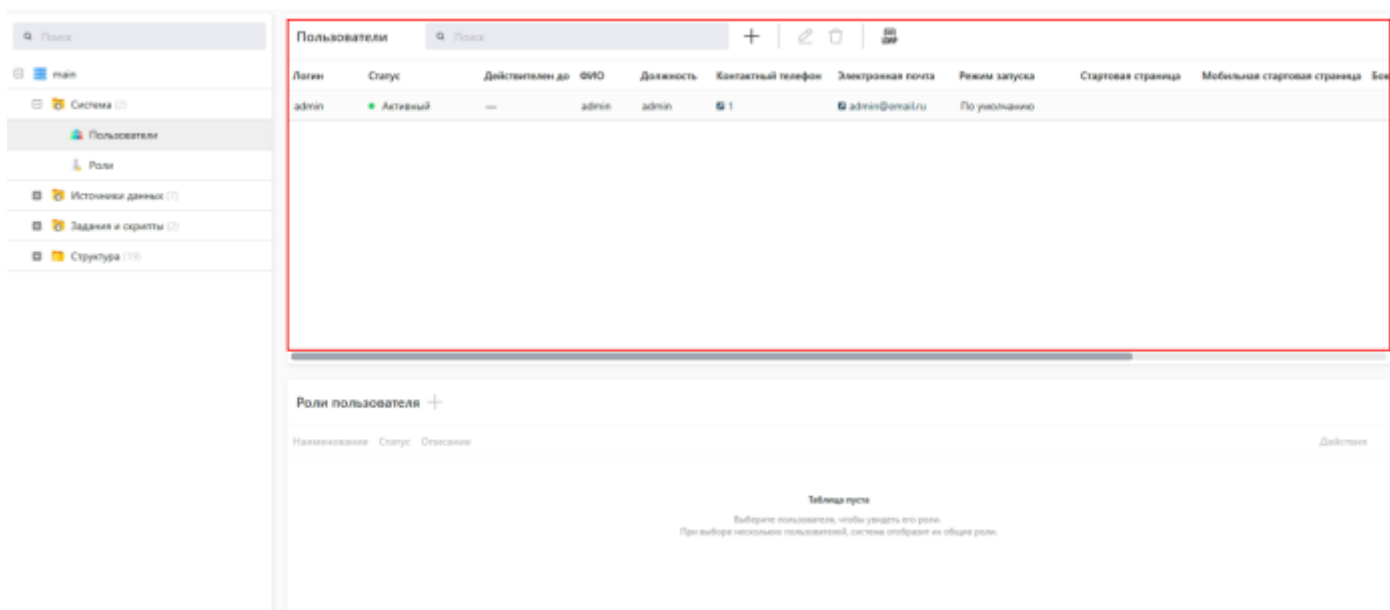 Поиск
main
Система (2)
Пользователи
Роли
Источники данных (7)
Задания и скрипты (2)
Структура (19)
Пользователи Поиск
Логин Статус Действителен до ФИО Должность Контактный телефон Электронная почта Режим запуска Стартовая страница Мобильная стартовая страница
admin Активный — admin admin 1 admin@email.ru По умолчанию
Роли пользователя
Наименование Статус Описание Действия
Таблица пуста
Выберите пользователя, чтобы увидеть его роли.
При выборе нескольких пользователей, система отобразит их общие роли.